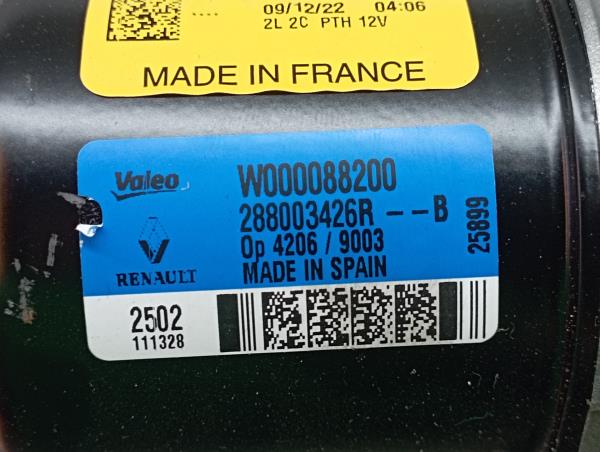 09/12/22 04:06
2L 2C PTH 12V
MADE IN FRANCE
Valeo
W000088200
288003426R -- B
Op 4206 / 9003
MADE IN SPAIN
RENAULT
25899
2502
111328